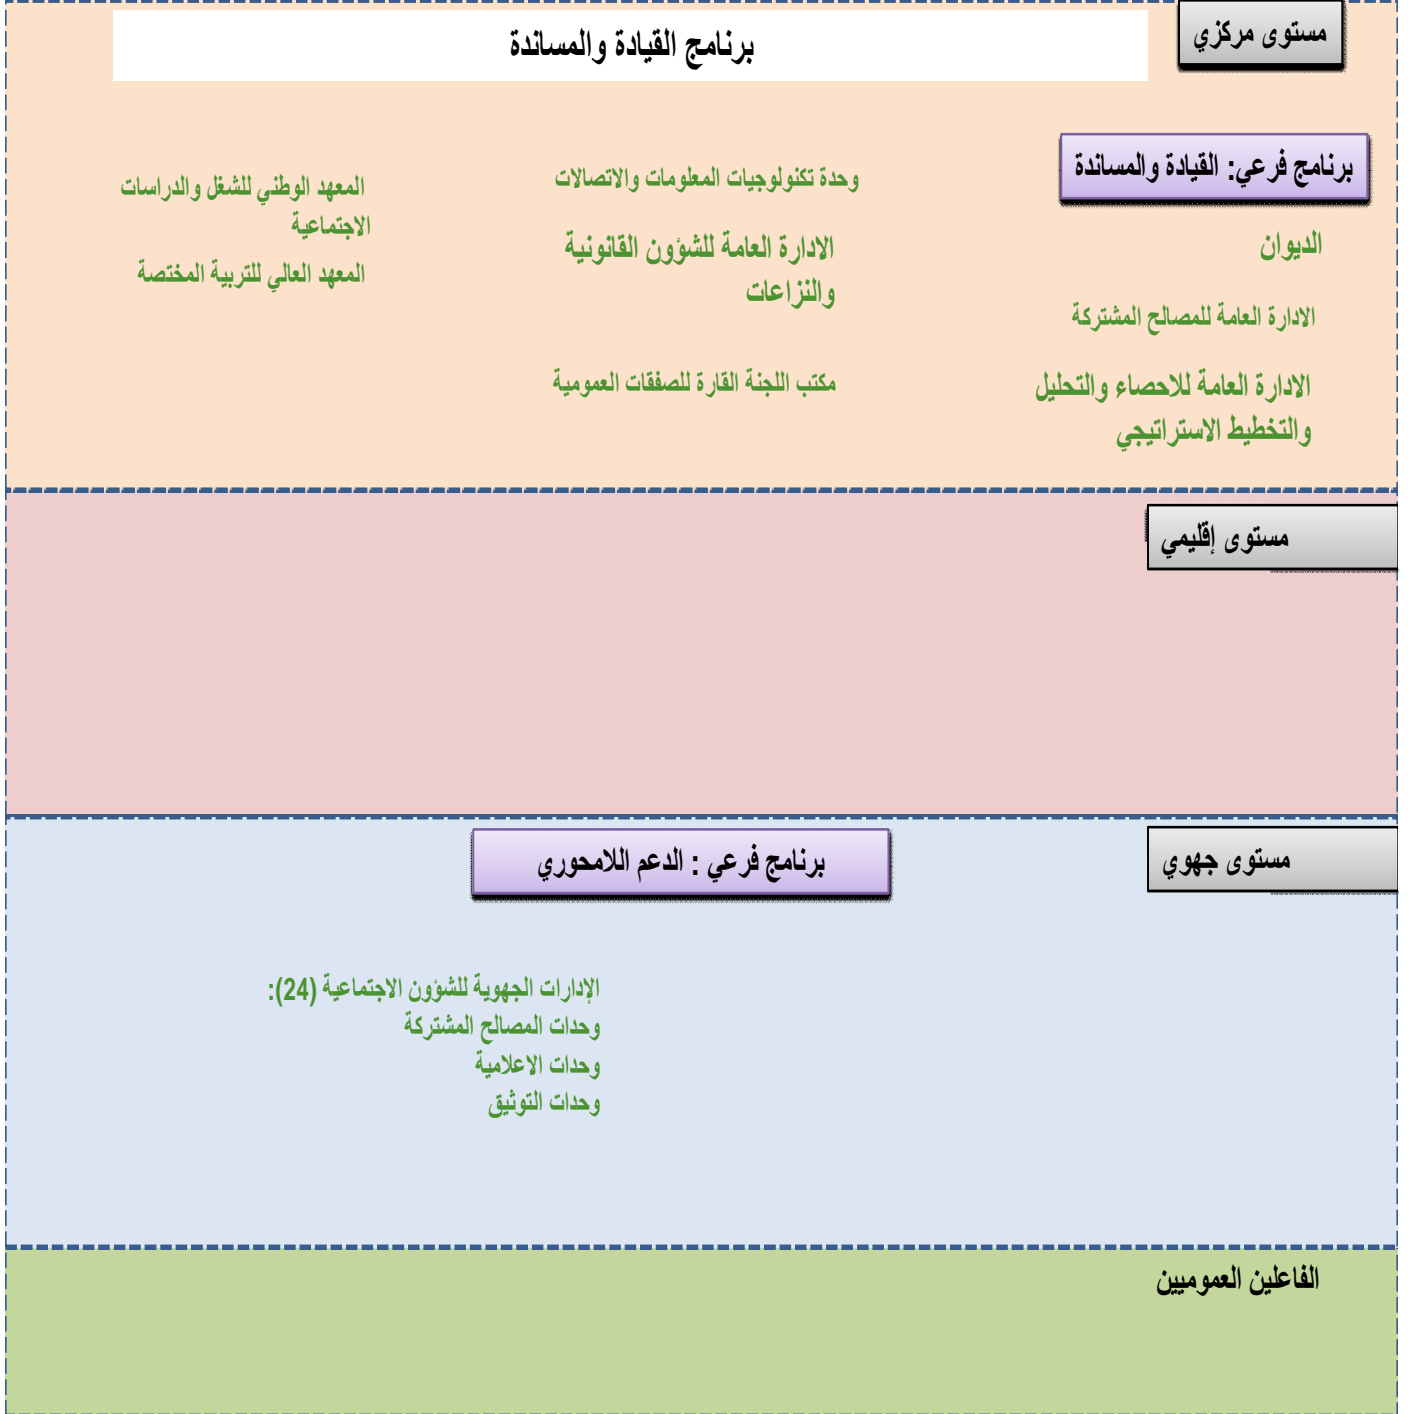 مستوى مركزي
برنامج القيادة والمساندة
برنامج فرعي: القيادة والمساندة
الديوان
الادارة العامة للمصالح المشتركة
الادارة العامة للاحصاء والتحليل
والتخطيط الاستراتيجي
وحدة تكنولوجيات المعلومات والاتصالات
الادارة العامة للشؤون القانونية
والنزاعات
مكتب اللجنة القارة للصفقات العمومية
المعهد الوطني للشغل والدراسات
الاجتماعية
المعهد العالي للتربية المختصة
مستوى إقليمي
مستوى جهوي
برنامج فرعي : الدعم اللامحوري
الإدارات الجهوية للشؤون الاجتماعية (24):
وحدات المصالح المشتركة
وحدات الاعلامية
وحدات التوثيق
الفاعلين العموميين